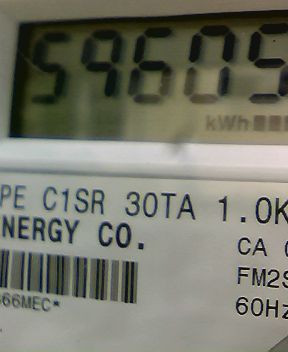 59605
kWh
PE C1SR 30TA 1.0K
NERGY CO.
CA
FM2S
66MEC*
60Hz